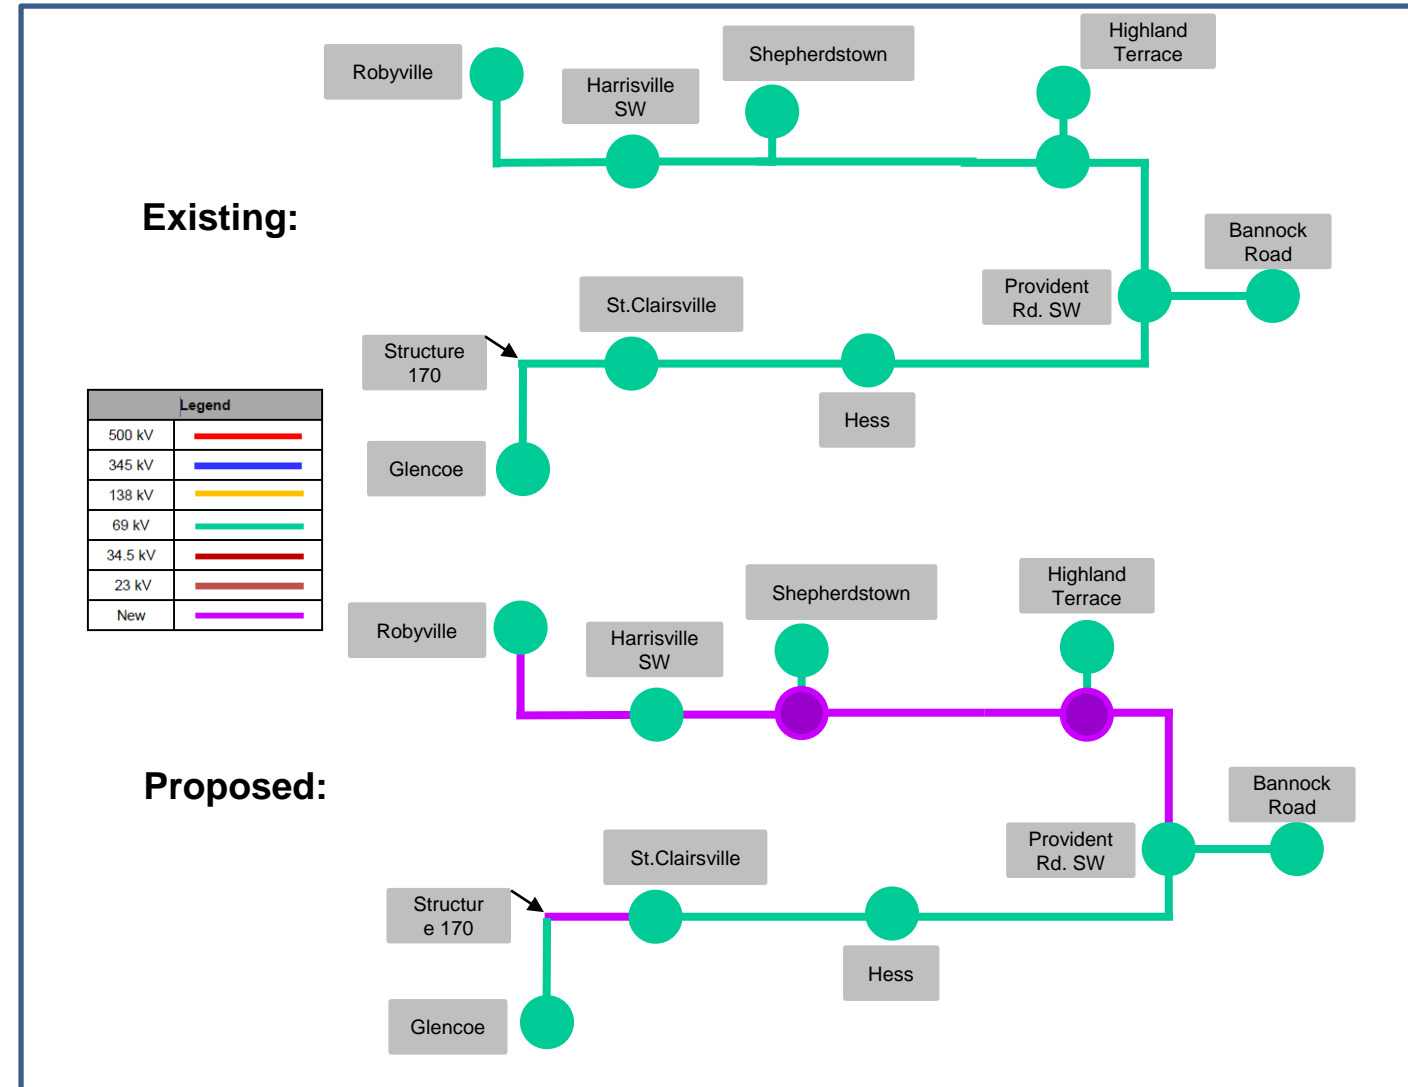 Highland
Terrace
Shepherdstown
Robyville
Harrisville
SW
Existing:
Bannock
Road
Provident
Rd. SW
St.Clairsville
Structure
170
Hess
Glencoe
Legend
500 kV
345 kV
138 kV
69 kV
34.5 kV
23 kV
New
Highland
Terrace
Shepherdstown
Robyville
Harrisville
SW
Proposed:
Bannock
Road
Provident
Rd. SW
St.Clairsville
Structur
e 170
Hess
Glencoe